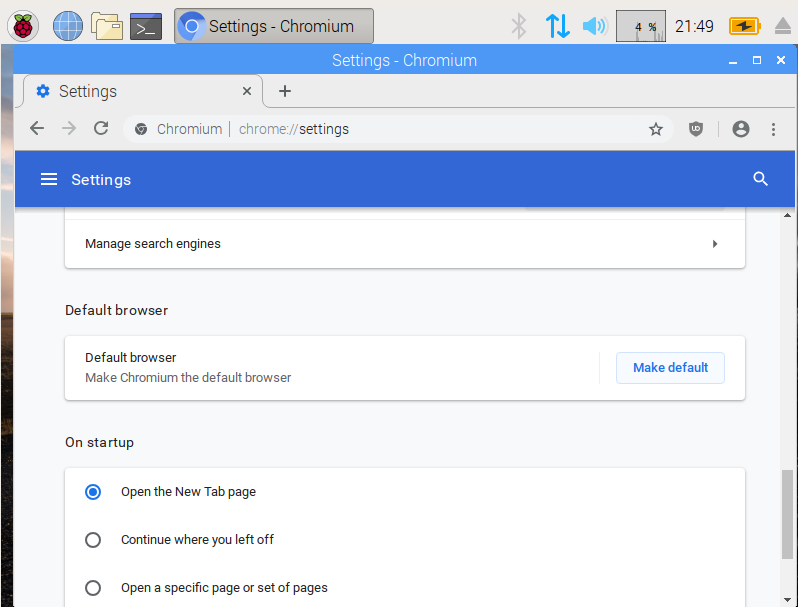 Settings - Chromium
4 %
21:49
Settings - Chromium
Settings
Chromium | chrome://settings
Settings
Manage search engines
Default browser
Default browser
Make Chromium the default browser
Make default
On startup
Open the New Tab page
Continue where you left off
Open a specific page or set of pages